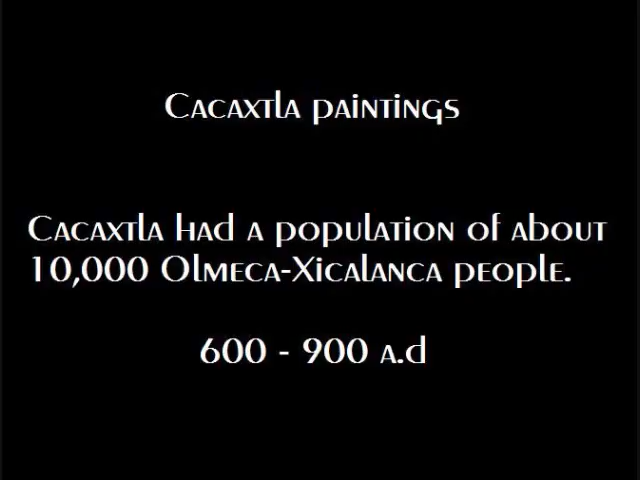 Cacaxtla paintings
Cacaxtla had a population of about
10,000 Olmeca-Xicalanca people.
600 - 900 a.d